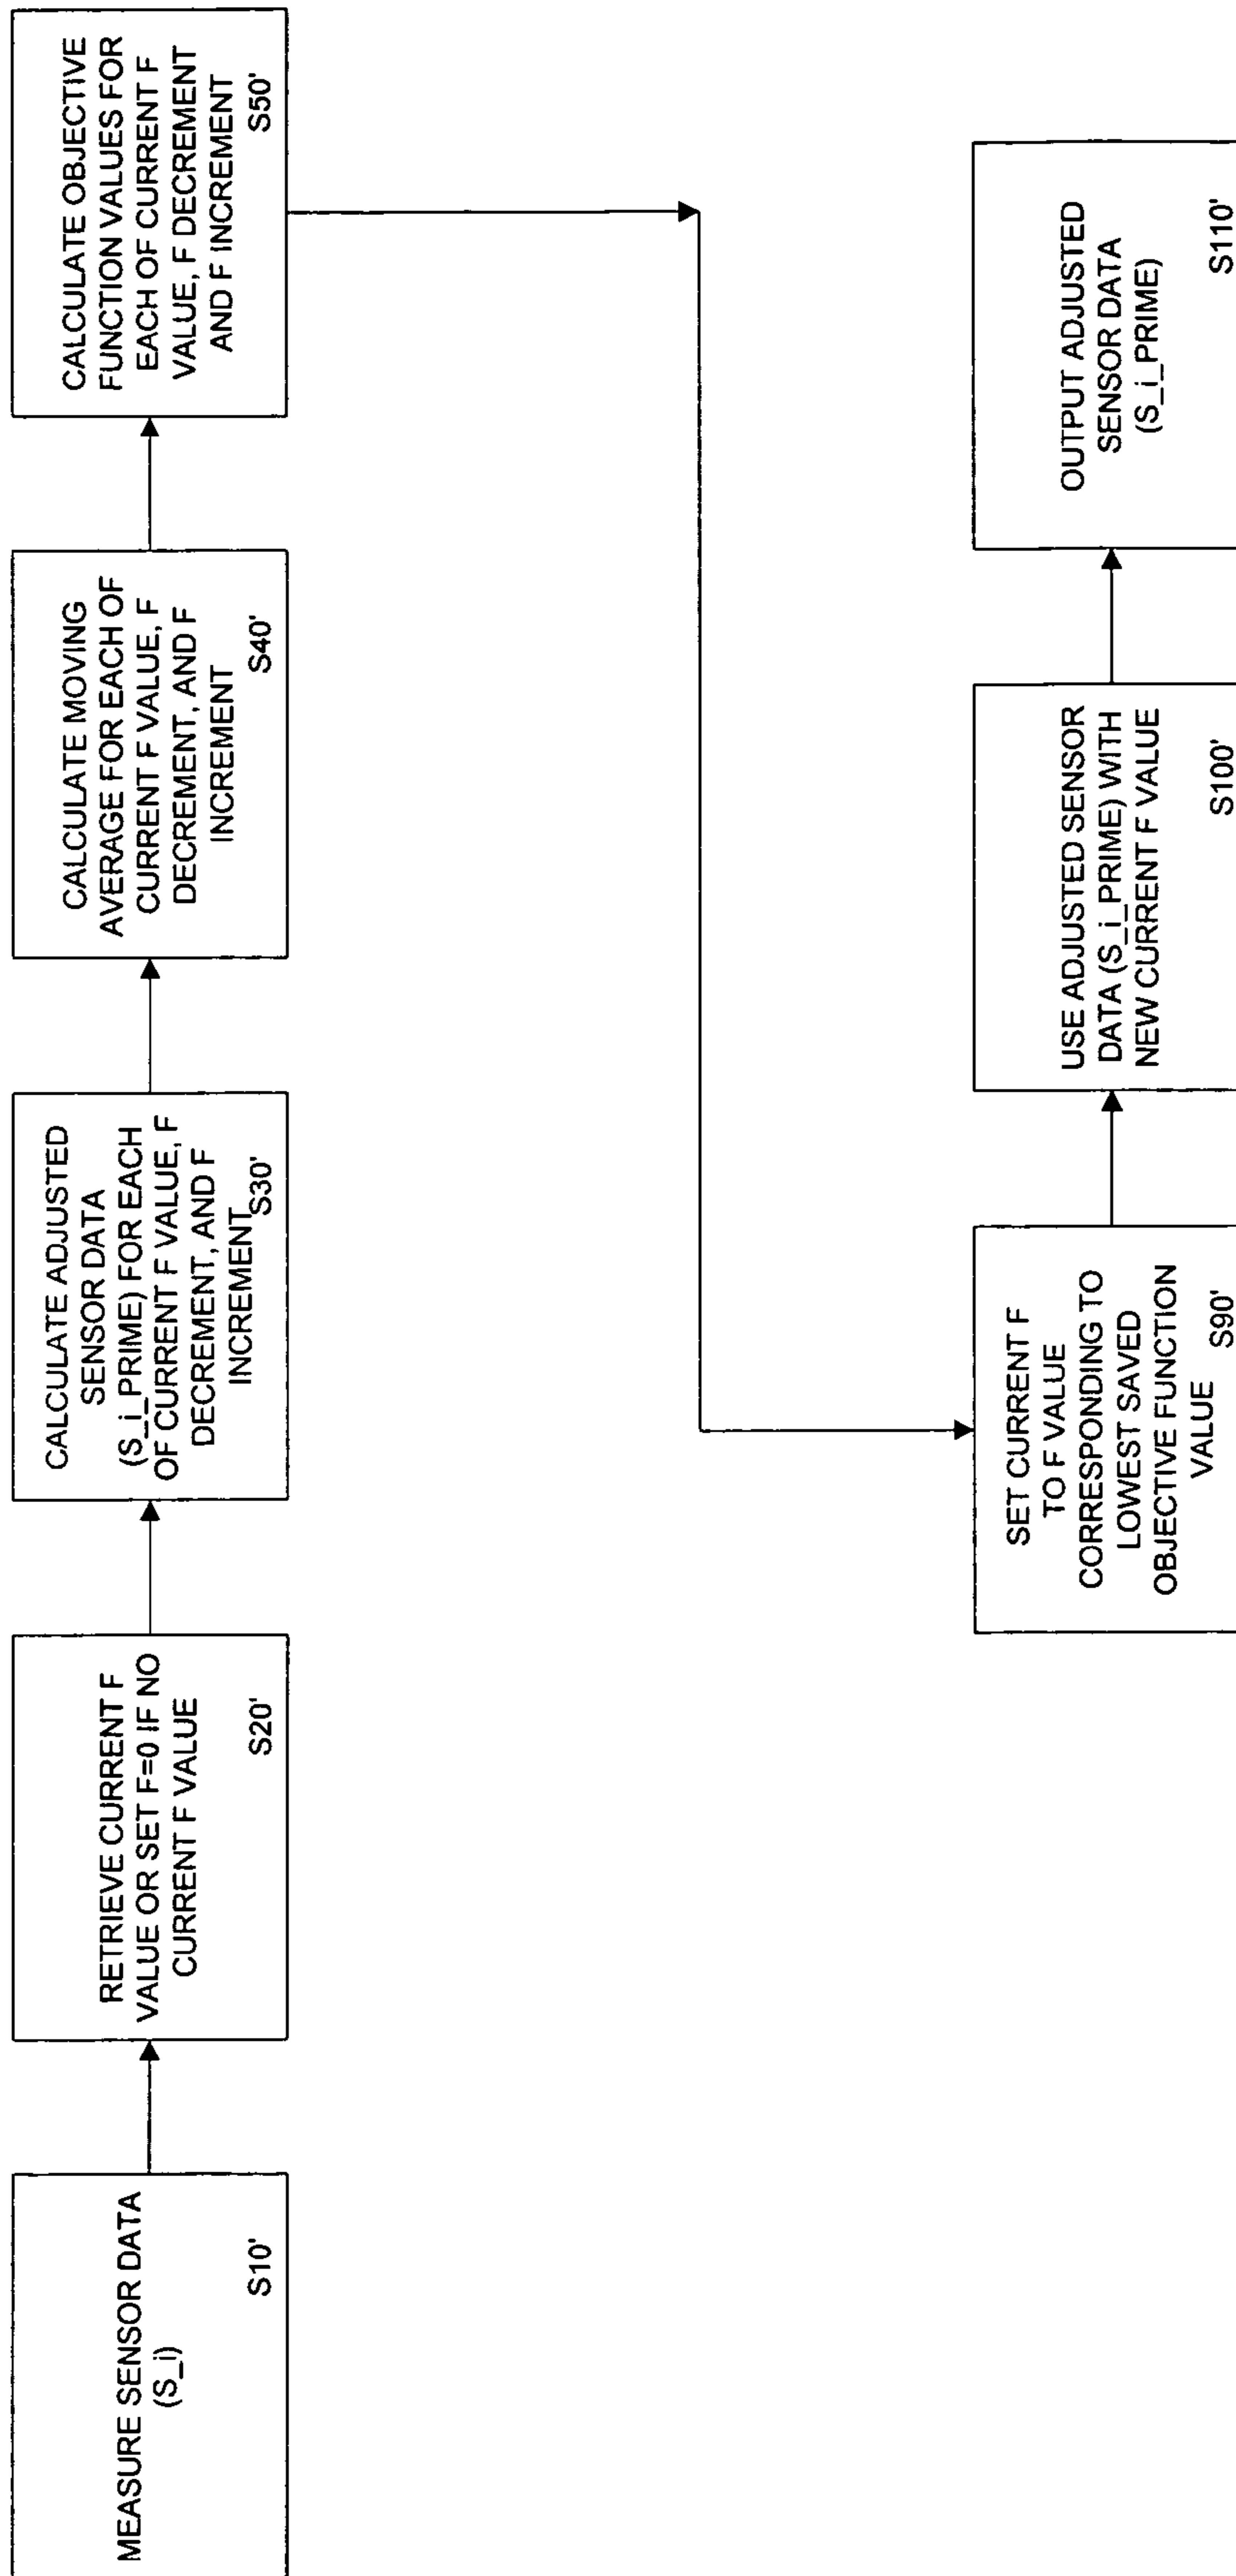 MEASURE SENSOR DATA
(S_i)
S10'
RETRIEVE CURRENT F
VALUE OR SET F=0 IF NO
CURRENT F VALUE
S20'
CALCULATE ADJUSTED
SENSOR DATA
(S_i_PRIME) FOR EACH
OF CURRENT F VALUE, F
DECREMENT, AND F
INCREMENT
S30'
CALCULATE MOVING
AVERAGE FOR EACH OF
CURRENT F VALUE, F
DECREMENT, AND F
INCREMENT
S40'
CALCULATE OBJECTIVE
FUNCTION VALUES FOR
EACH OF CURRENT F
VALUE, F DECREMENT
AND F INCREMENT
S50'
SET CURRENT F
TO F VALUE
CORRESPONDING TO
LOWEST SAVED
OBJECTIVE FUNCTION
VALUE
S90'
USE ADJUSTED SENSOR
DATA (S_i_PRIME) WITH
NEW CURRENT F VALUE
S100'
OUTPUT ADJUSTED
SENSOR DATA
(S_i_PRIME)
S110'